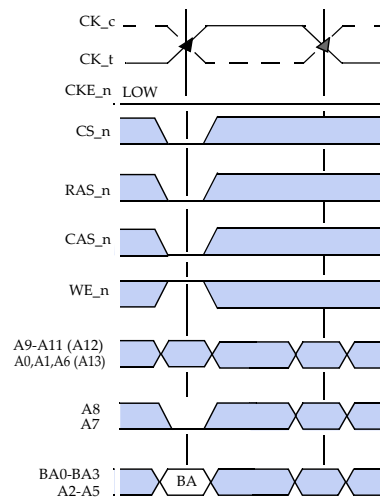 CK_c
CK_t
CKE_n LOW
CS_n
RAS_n
CAS_n
WE_n
A9-A11 (A12)
A0,A1,A6 (A13)
A8
A7
BA0-BA3 BA
A2-A5